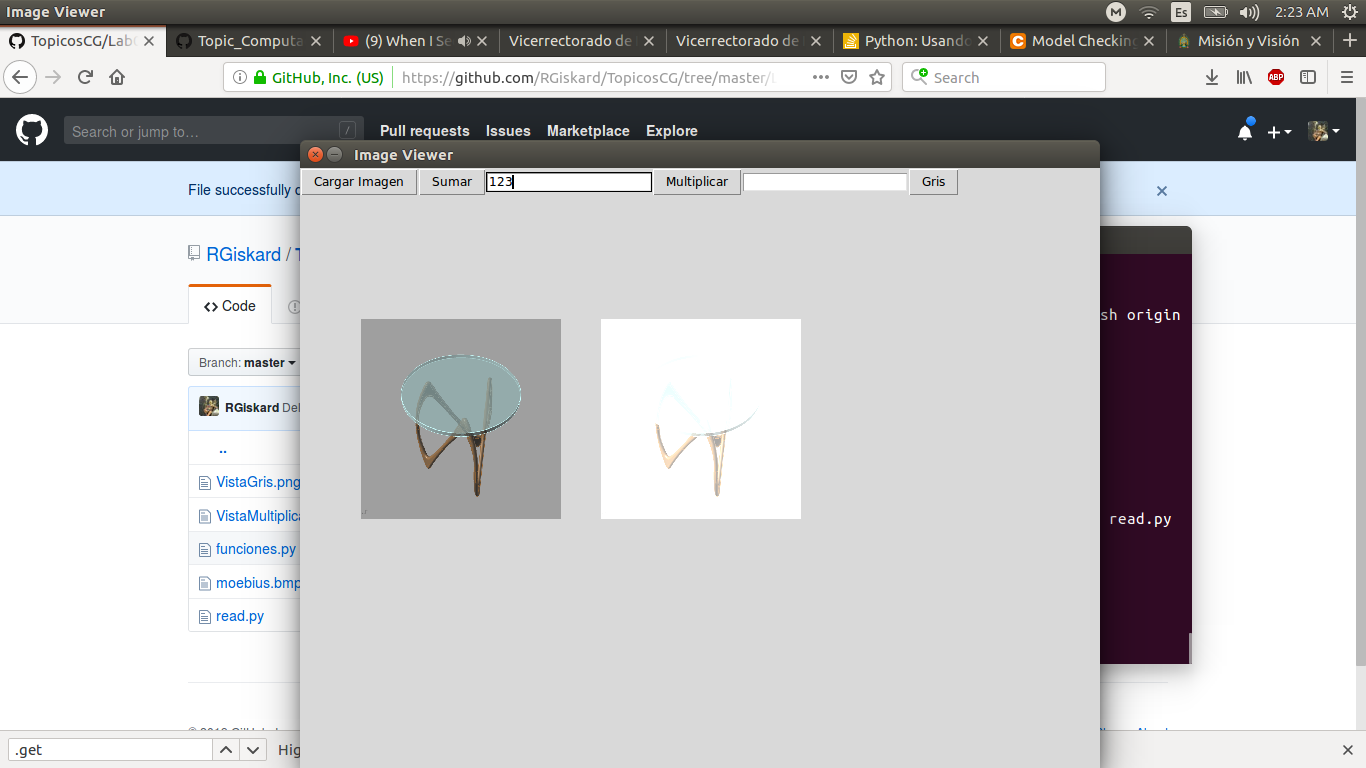 Image Viewer
M
Es
2:23 AM
TopicosCG/Lab
Topic_Computa
(9) When I Se
Vicerrectorado de
Vicerrectorado de
Python: Usando
Model Checking
Misión y Visión
GitHub, Inc. (US)
https://github.com/RGiskard/TopicosCG/tree/master/
Search
ABP
Search or jump to…
/
Pull requests
Issues
Marketplace
Explore
Image Viewer
Cargar Imagen
Sumar
123
Multiplicar
Gris
File successfully
RGiskard /
Code
sh origin
Branch: master
RGiskard Del
..
VistaGris.png
VistaMultiplica
funciones.py
read.py
moebius.bmp
read.py
.get
Hig